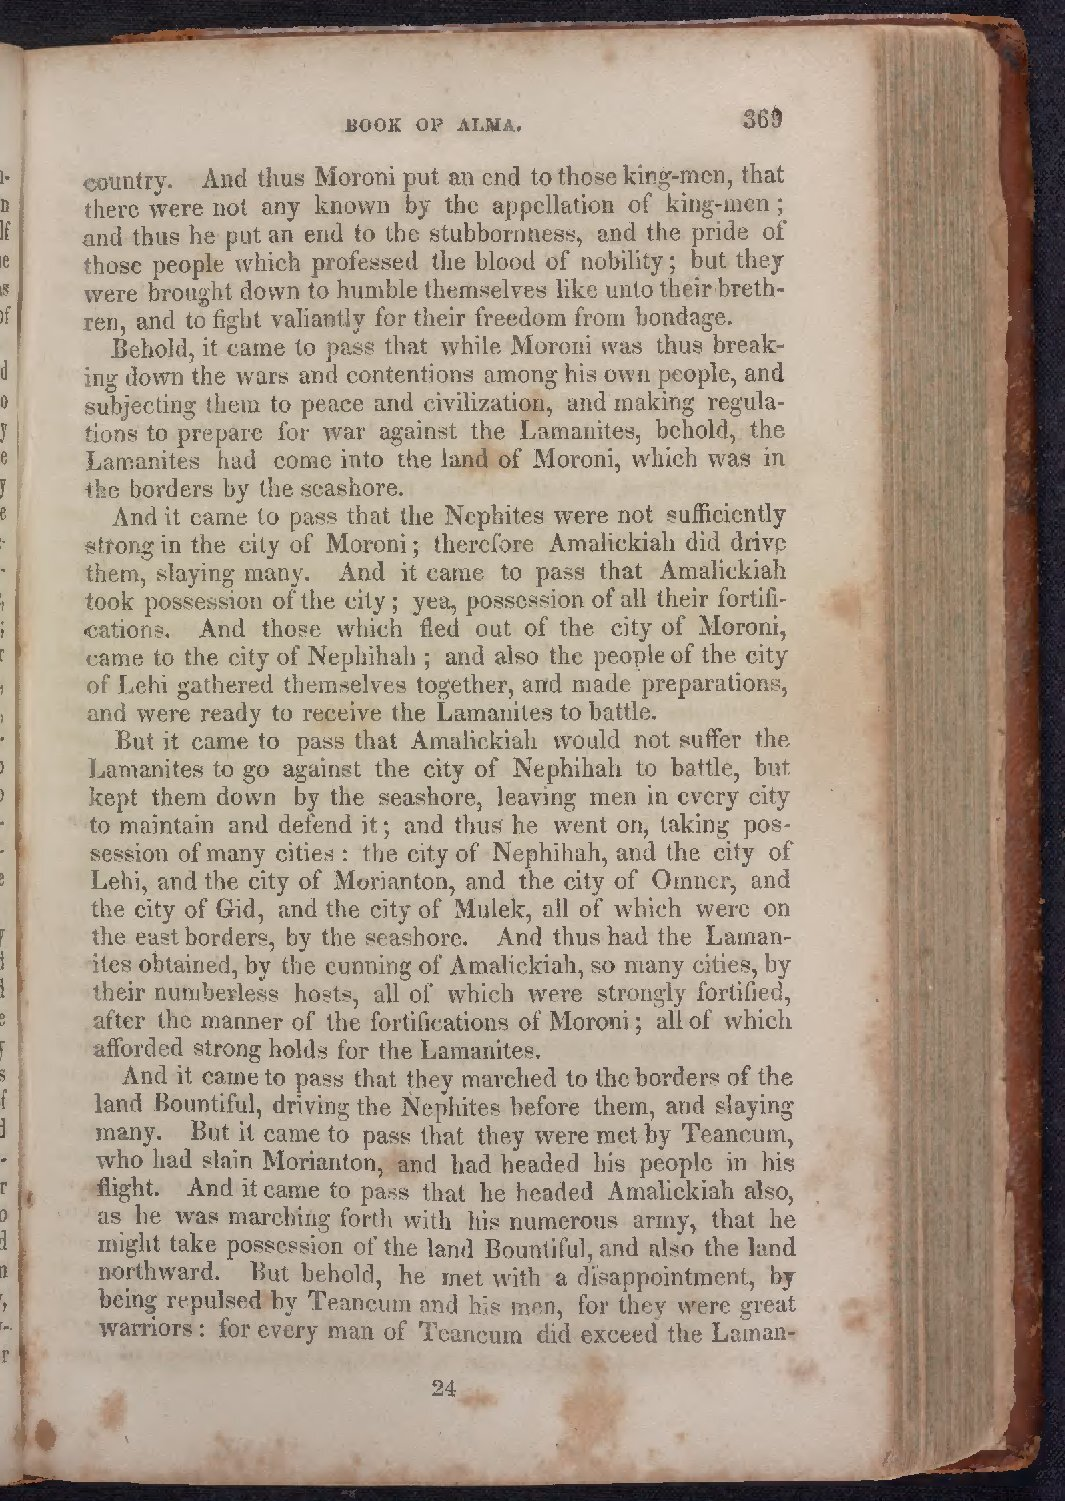 BOOK OF ALMA. 369
country. And thus Moroni put an end to those king-men, that
there were not any known by the appellation of king-men ;
and thus he put an end to the stubbornness, and the pride of
those people which professed the blood of nobility ; but they
were brought down to humble themselves like unto their breth-
ren, and to fight valiantly for their freedom from bondage.
Behold, it came to pass that while Moroni was thus break-
ing down the wars and contentions among his own people, and
subjecting them to peace and civilization, and making regula-
tions to prepare for war against the Lamanites, behold, the
Lamanites had come into the land of Moroni, which was in
the borders by the seashore.
And it came to pass that the Nephites were not sufficiently
strong in the city of Moroni ; therefore Amalickiah did drive
them, slaying many. And it came to pass that Amalickiah
took possession of the city ; yea, possession of all their fortifi-
cations. And those which fled out of the city of Moroni,
came to the city of Nephihah ; and also the people of the city
of Lehi gathered themselves together, and made preparations,
and were ready to receive the Lamanites to battle.
But it came to pass that Amalickiah would not suffer the
Lamanites to go against the city of Nephihah to battle, but
kept them down by the seashore, leaving men in every city
to maintain and defend it ; and thus he went on, taking pos-
session of many cities : the city of Nephihah, and the city of
Lehi, and the city of Morianton, and the city of Omner, and
the city of Gid, and the city of Mulek, all of which were on
the east borders, by the seashore. And thus had the Laman-
ites obtained, by the cunning of Amalickiah, so many cities, by
their numberless hosts, all of which were strongly fortified,
after the manner of the fortifications of Moroni ; all of which
afforded strong holds for the Lamanites.
And it came to pass that they marched to the borders of the
land Bountiful, driving the Nephites before them, and slaying
many. But it came to pass that they were met by Teancum,
who had slain Morianton, and had headed his people in his
flight. And it came to pass that he headed Amalickiah also,
as he was marching forth with his numerous army, that he
might take possession of the land Bountiful, and also the land
northward. But behold, he met with a disappointment, by
being repulsed by Teancum and his men, for they were great
warriors : for every man of Teancum did exceed the Laman-
24